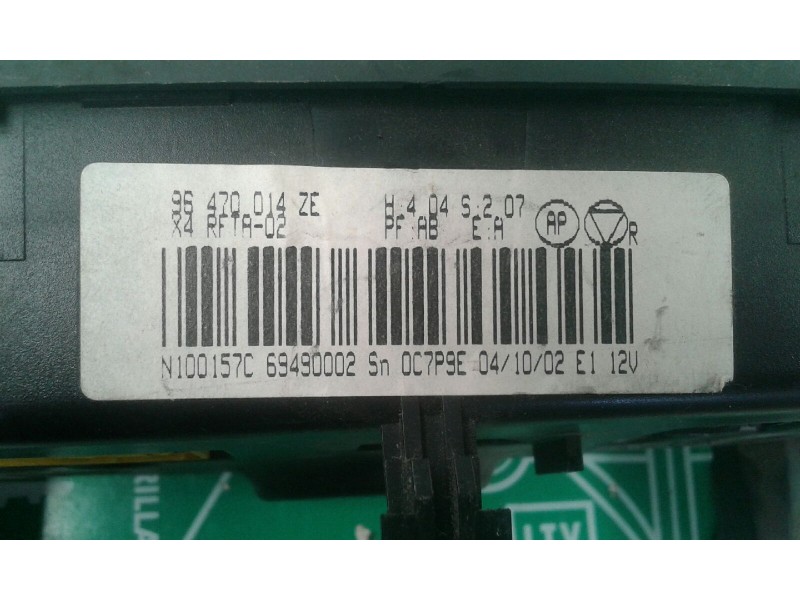 96 470 014 ZE H:4.04 S:2.07
X4 RFTA-02 PF:AB E:A
AP
R
N100157C 69490002 Sn 0C7P9E 04/10/02 E1 12V
LTV